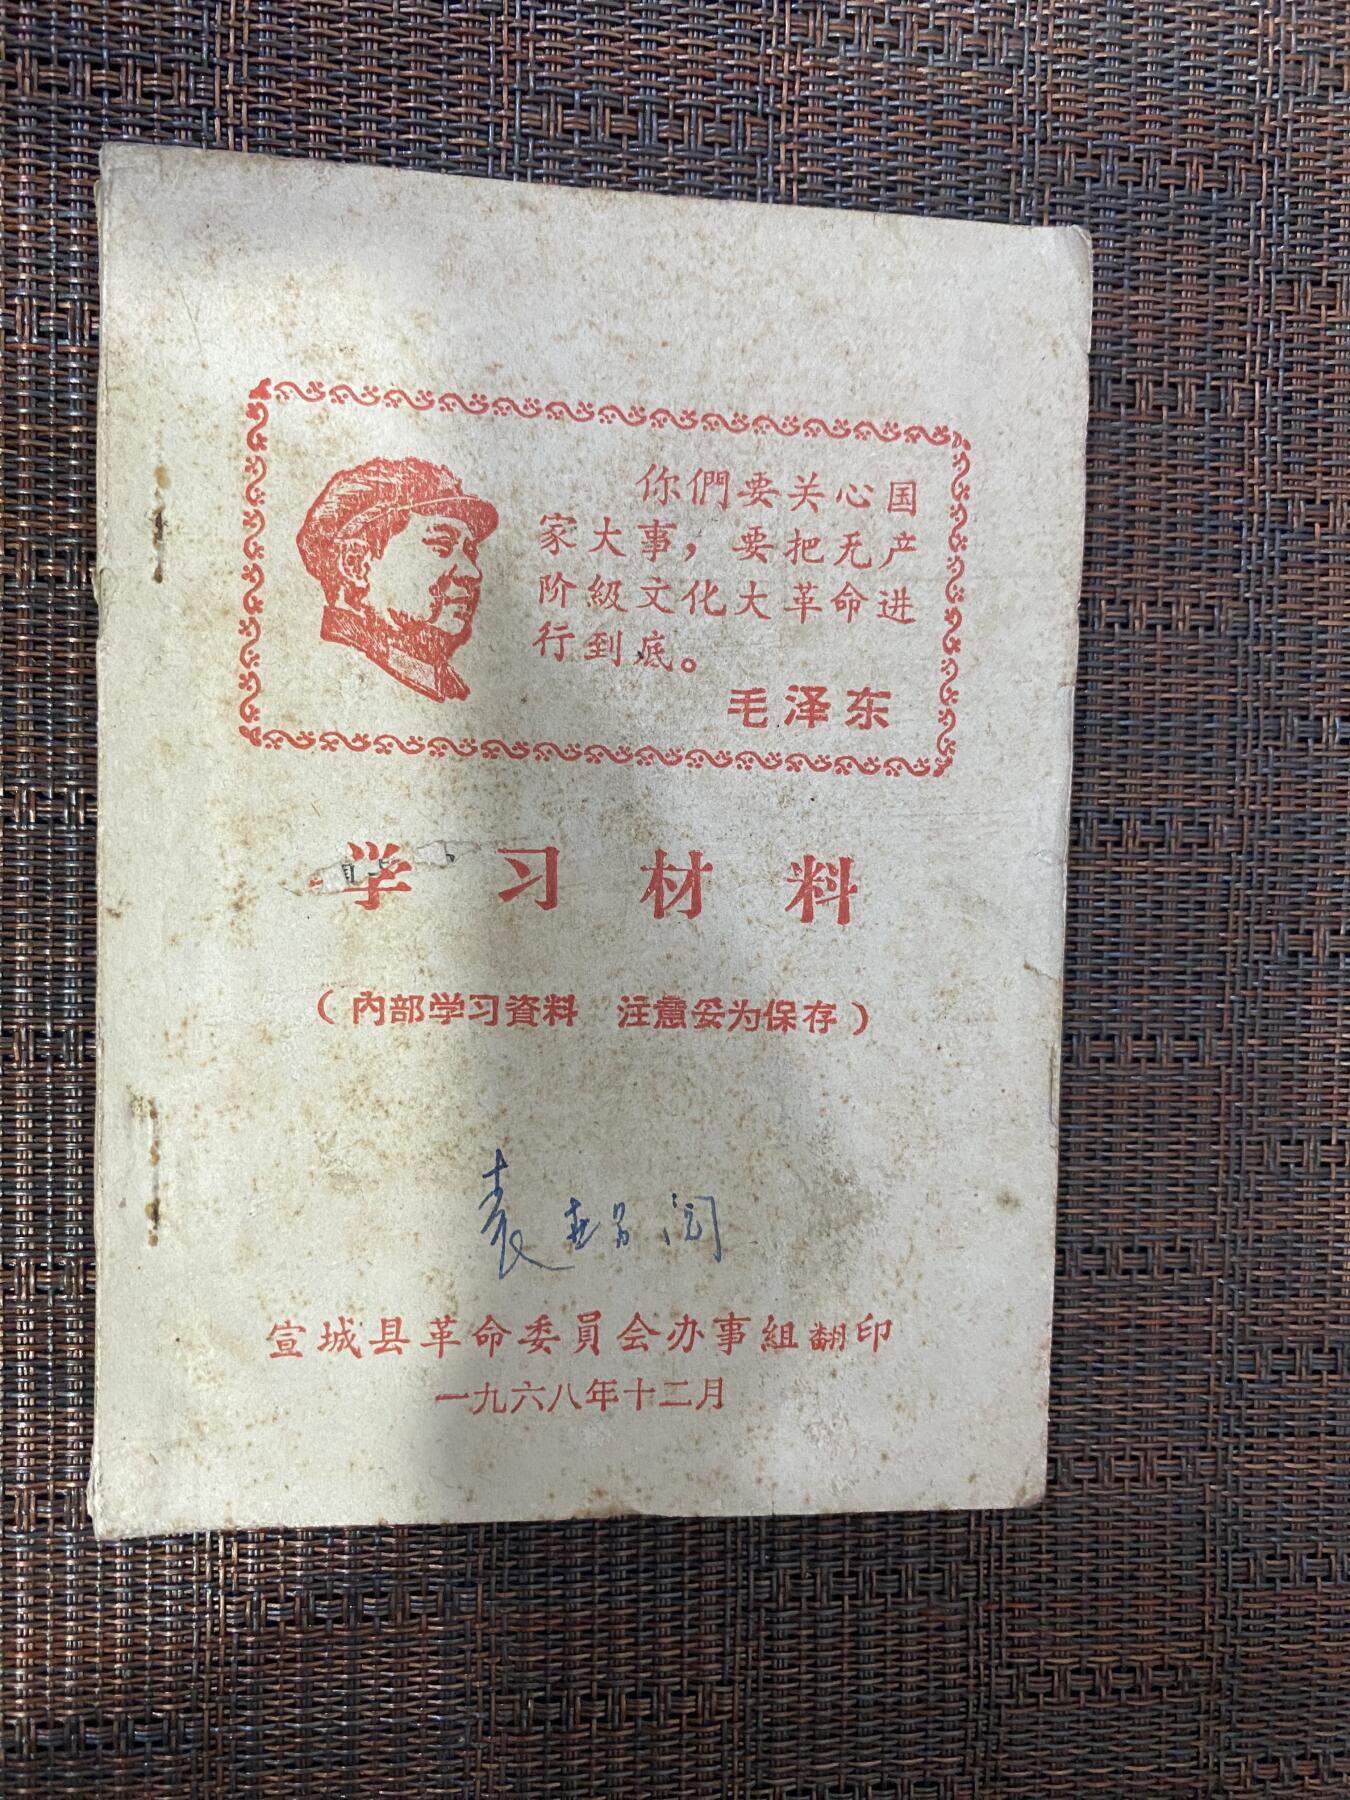 你們要关心国
家大事，要把无产
阶級文化大革命进
行到底。
毛泽东
学习材料
（內部学习資料　注意妥为保存）
袁
宣城县革命委員会办事組翻印
一九六八年十二月